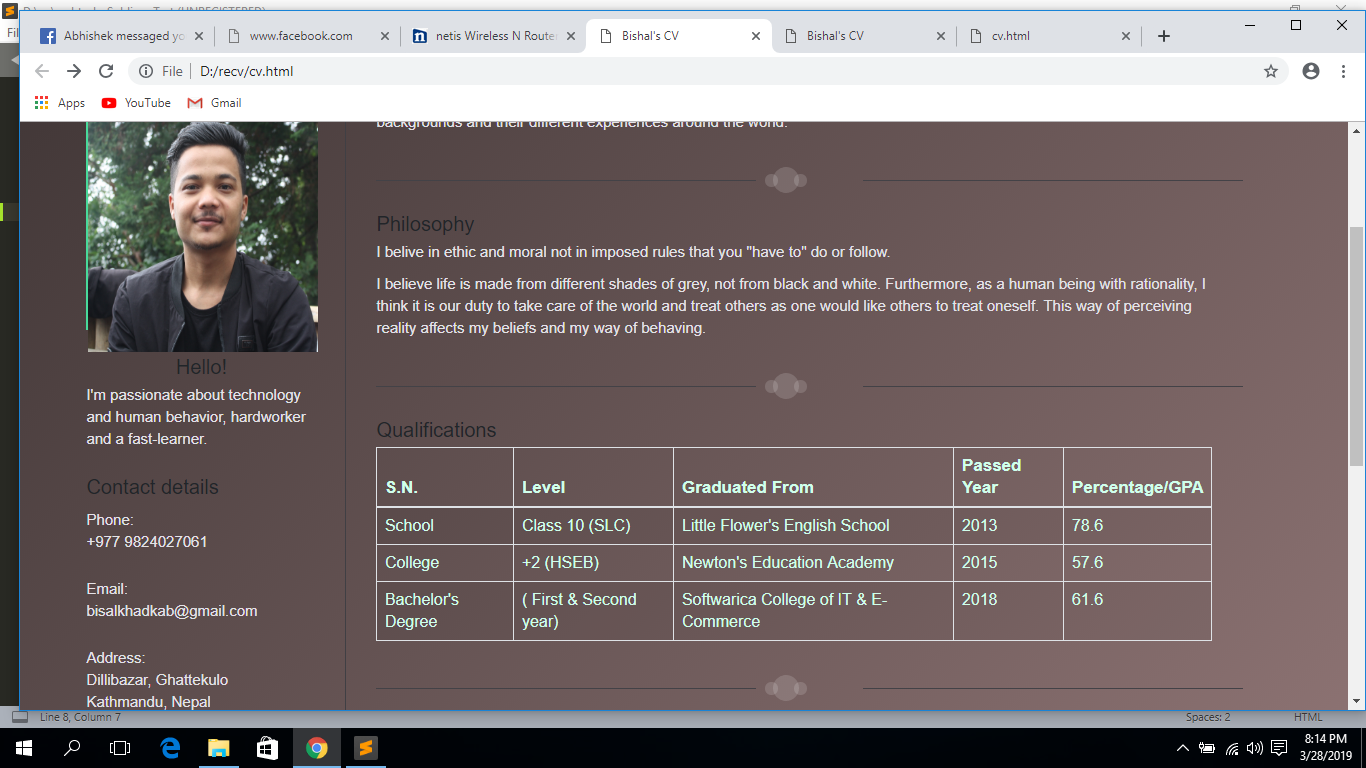 Abhishek messaged yo
www.facebook.com
netis Wireless N Router
Bishal's CV
Bishal's CV
cv.html
File
D:/recv/cv.html
Apps
YouTube
Gmail
backgrounds and their different experiences around the world.
Hello!
I'm passionate about technology
and human behavior, hardworker
and a fast-learner.
Contact details
Phone:
+977 9824027061
Email:
bisalkhadkab@gmail.com
Address:
Dillibazar, Ghattekulo
Kathmandu, Nepal
Philosophy
I belive in ethic and moral not in imposed rules that you "have to" do or follow.
I believe life is made from different shades of grey, not from black and white. Furthermore, as a human being with rationality, I
think it is our duty to take care of the world and treat others as one would like others to treat oneself. This way of perceiving
reality affects my beliefs and my way of behaving.
Qualifications
S.N. Level Graduated From Passed Year Percentage/GPA
School Class 10 (SLC) Little Flower's English School 2013 78.6
College +2 (HSEB) Newton's Education Academy 2015 57.6
Bachelor's Degree ( First & Second year) Softwarica College of IT & E-Commerce 2018 61.6
Line 8, Column 7
Spaces: 2
HTML
8:14 PM
3/28/2019